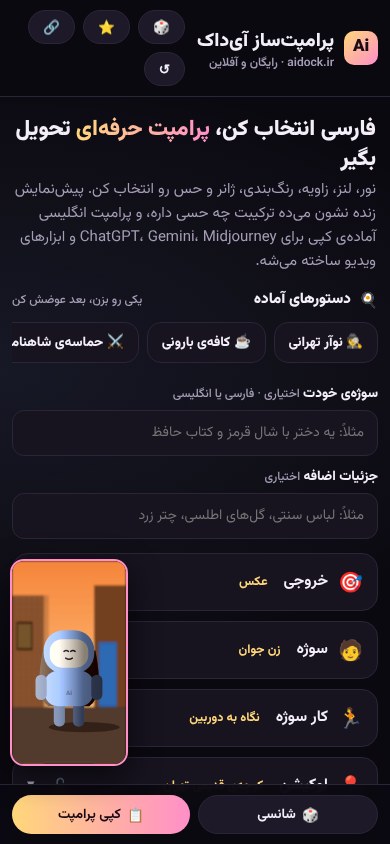 Ai
پرامپت‌ساز آی‌داک
aidock.ir · رایگان و آفلاین
فارسی انتخاب کن، پرامپت حرفه‌ای تحویل
بگیر
نور، لنز، زاویه، رنگ‌بندی، ژانر و حس رو انتخاب کن. پیش‌نمایش
زنده نشون می‌ده ترکیبت چه حسی داره، و پرامپت انگلیسی
آماده‌ی کپی برای ChatGPT، Gemini، Midjourney و ابزارهای
ویدیو ساخته می‌شه.
دستورهای آماده یکی رو بزن، بعد عوضش کن
نوآر تهرانی کافه‌ی بارونی حماسه‌ی شاهنامه
سوژه‌ی خودت اختیاری · فارسی یا انگلیسی
مثلاً: یه دختر با شال قرمز و کتاب حافظ
جزئیات اضافه اختیاری
مثلاً: لباس سنتی، گل‌های اطلسی، چتر زرد
خروجی عکس
سوژه زن جوان
کار سوژه نگاه به دوربین
Ai
شانسی کپی پرامپت